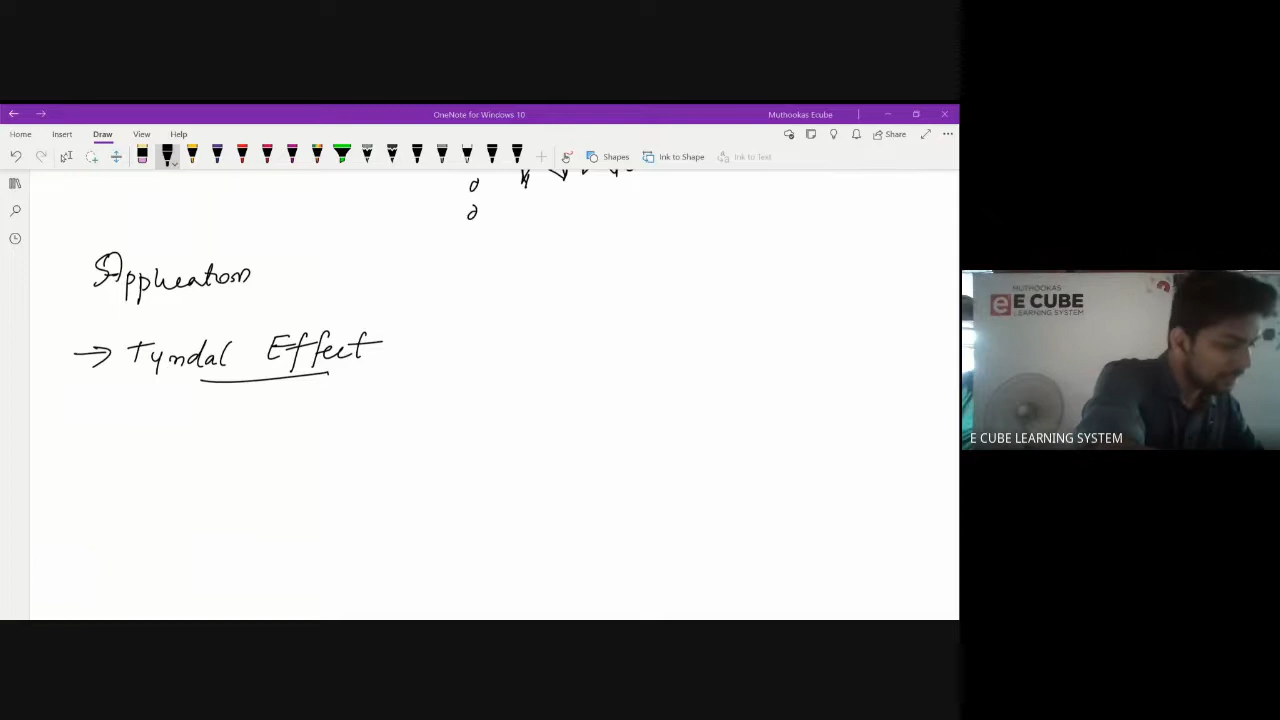 OneNote for Windows 10
Muthookas Ecube
Home
Insert
Draw
View
Help
Share
Shapes
Ink to Shape
Ink to Text
Application
→ Tyndal Effect
MUTHOOKAS
e E CUBE
LEARNING SYSTEM
E CUBE LEARNING SYSTEM